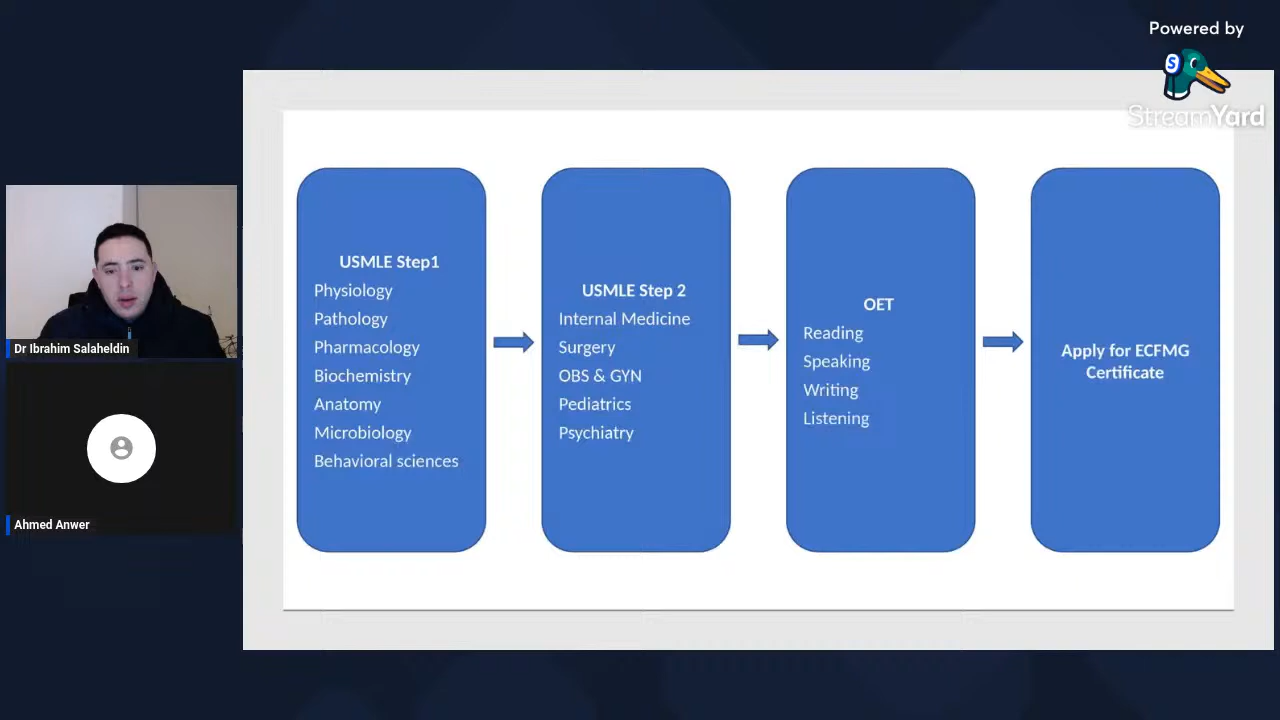 Powered by
StreamYard
USMLE Step1
Physiology
Pathology
Pharmacology
Biochemistry
Anatomy
Microbiology
Behavioral sciences
USMLE Step 2
Internal Medicine
Surgery
OBS & GYN
Pediatrics
Psychiatry
OET
Reading
Speaking
Writing
Listening
Apply for ECFMG
Certificate
Dr Ibrahim Salaheldin
Ahmed Anwer